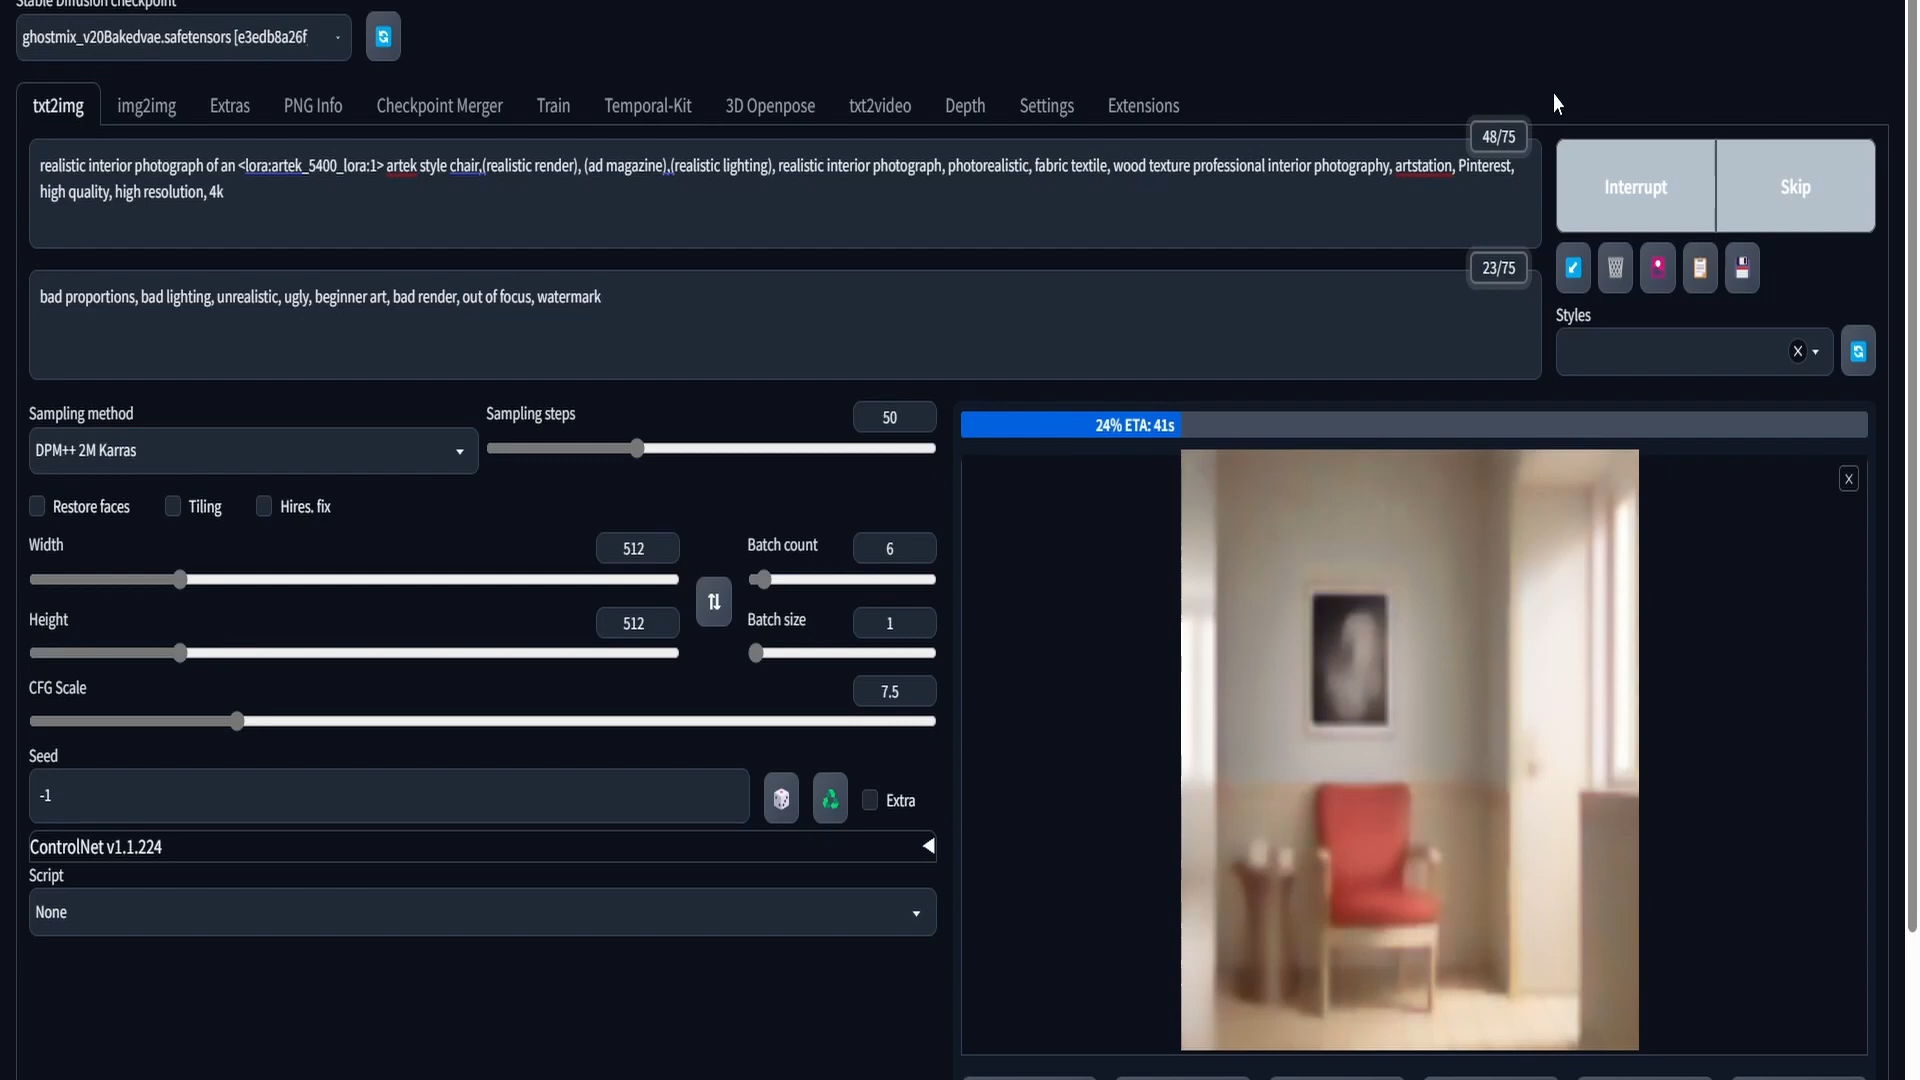 Stable Diffusion checkpoint
ghostmix_v20Bakedvae.safetensors [e3edb8a26f
txt2img img2img Extras PNG Info Checkpoint Merger Train Temporal-Kit 3D Openpose txt2video Depth Settings Extensions
48/75
realistic interior photograph of an <lora:artek_5400_lora:1> artek style chair,(realistic render), (ad magazine),(realistic lighting), realistic interior photograph, photorealistic, fabric textile, wood texture professional interior photography, artstation, Pinterest,
high quality, high resolution, 4k
Interrupt Skip
23/75
bad proportions, bad lighting, unrealistic, ugly, beginner art, bad render, out of focus, watermark
Styles
X
Sampling method
DPM++ 2M Karras
Sampling steps 50
24% ETA: 41s
X
Restore faces Tiling Hires. fix
Width 512
Batch count 6
Height 512
Batch size 1
CFG Scale 7.5
Seed
-1
Extra
ControlNet v1.1.224
Script
None